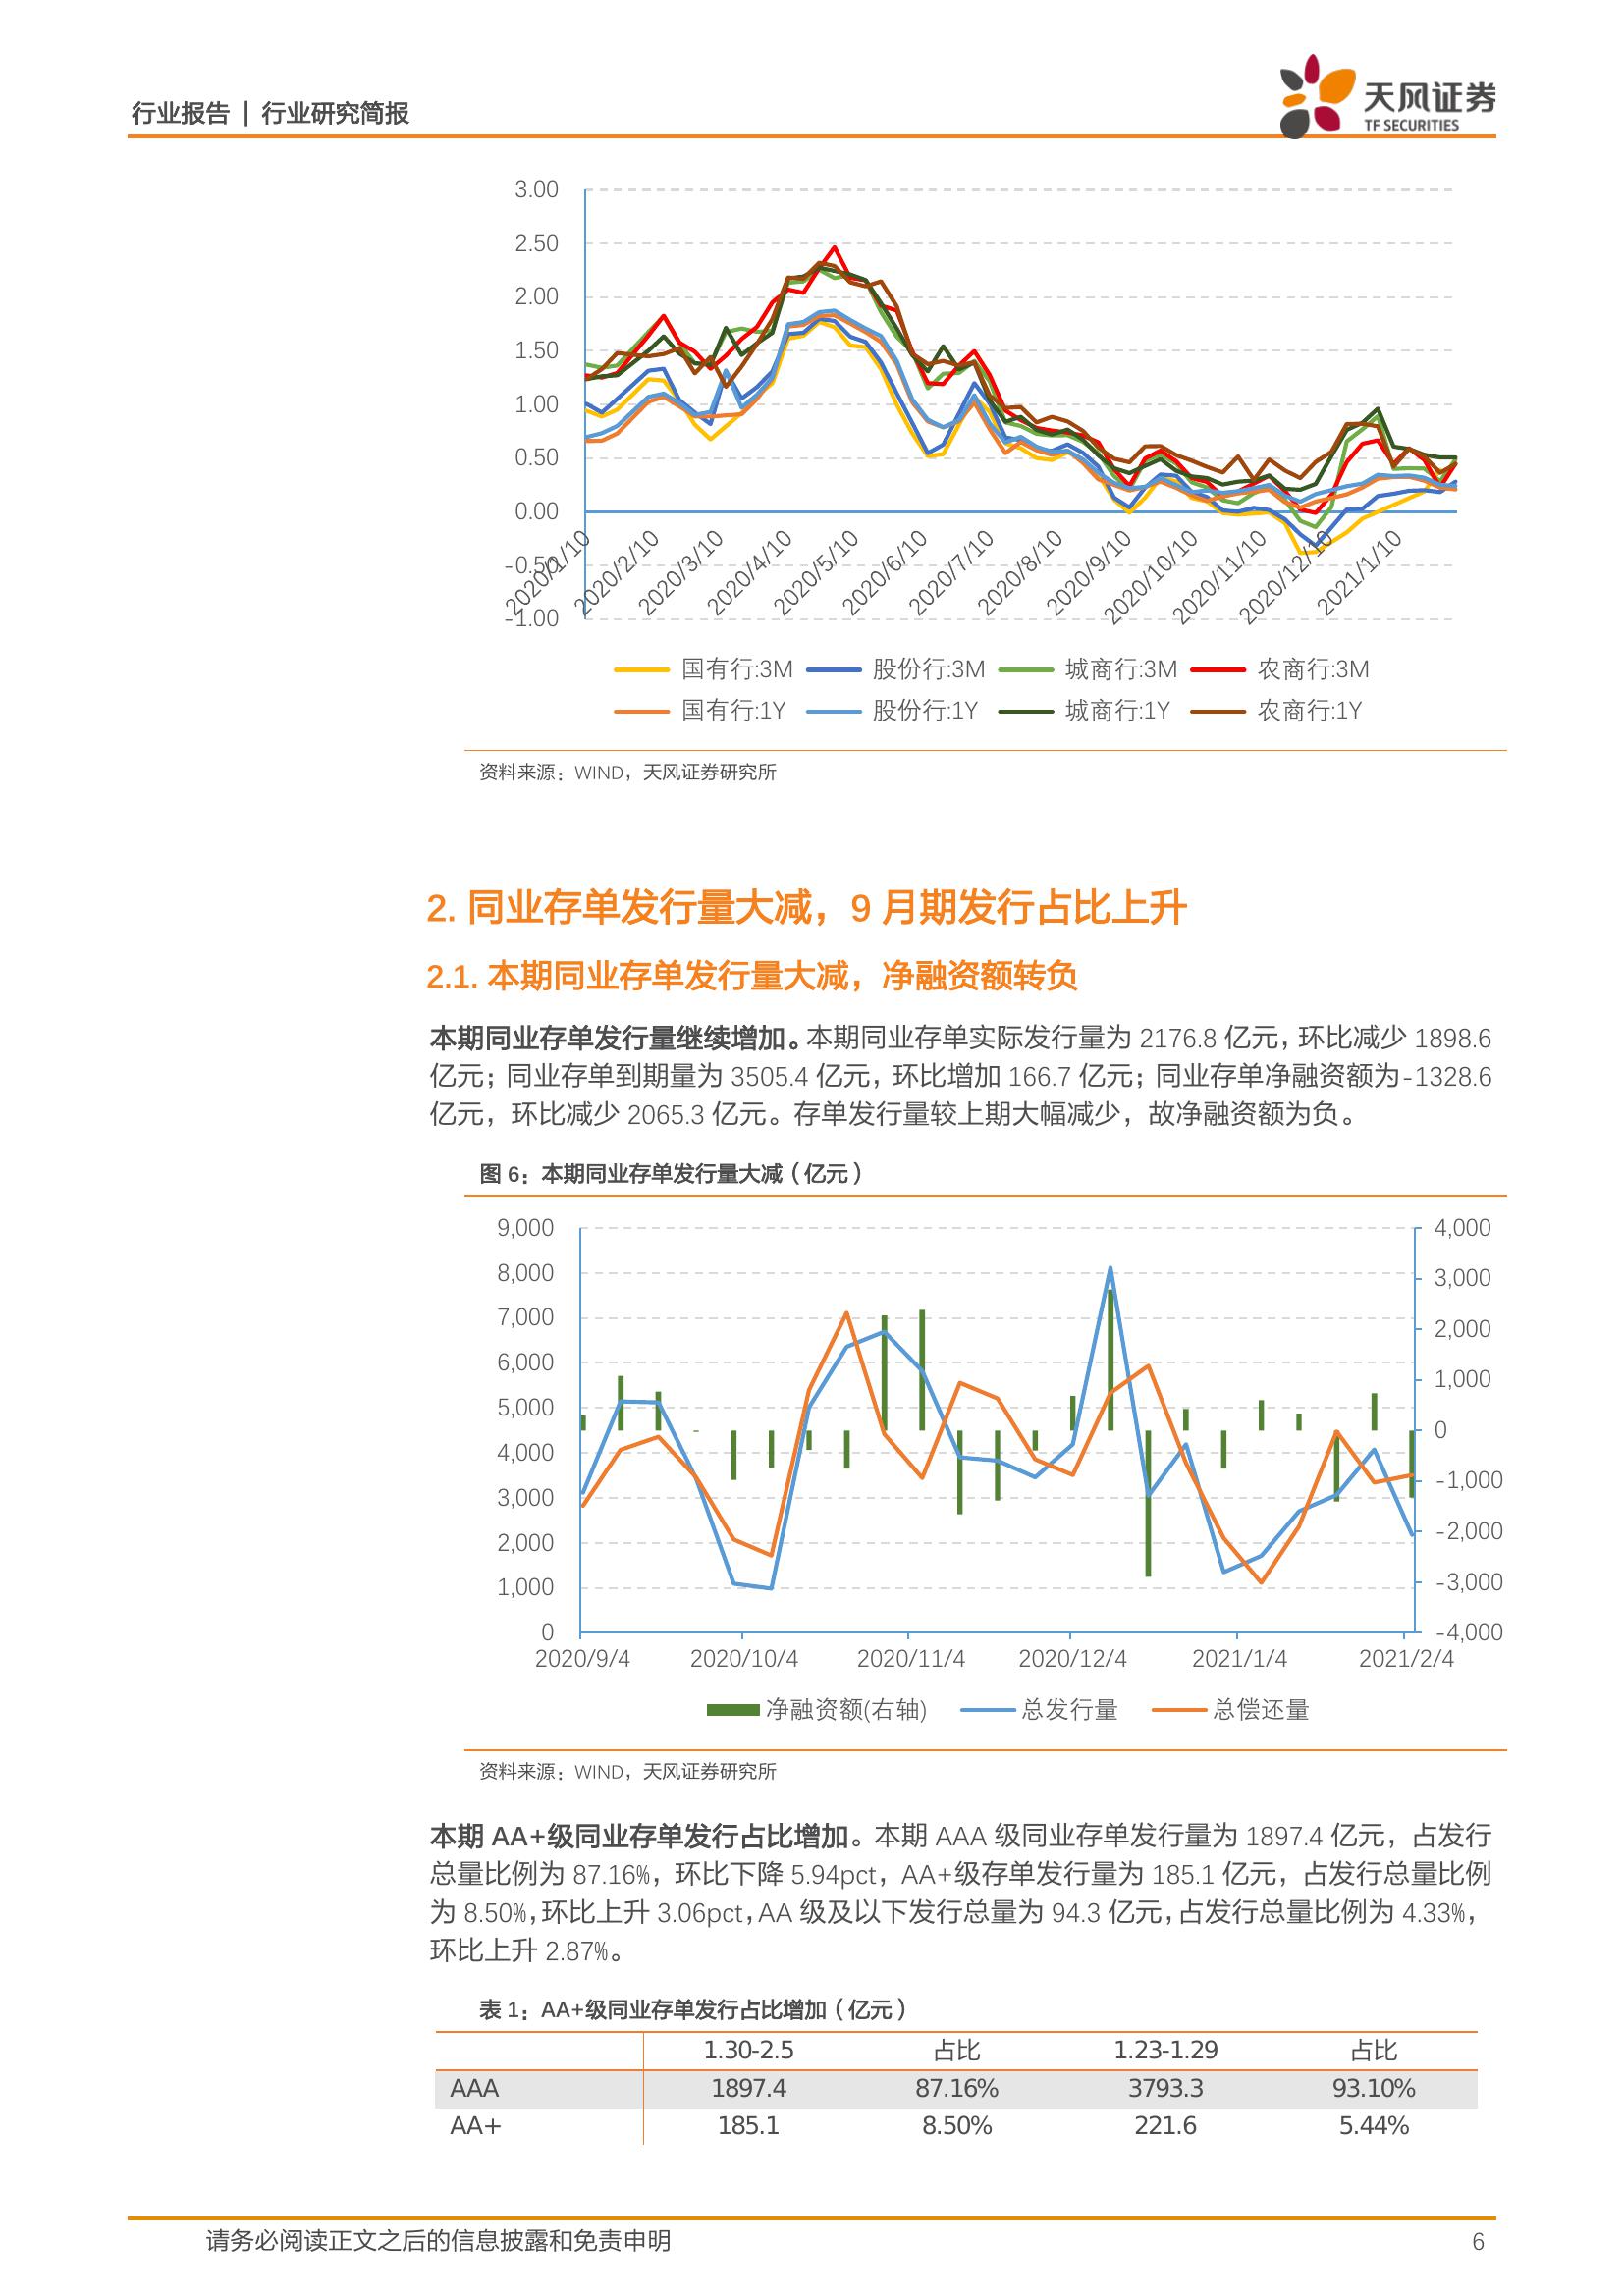 行业报告 | 行业研究简报
天风证券
TF SECURITIES
3.00
2.50
2.00
1.50
1.00
0.50
0.00
-0.50
-1.00
2020/1/10
2020/2/10
2020/3/10
2020/4/10
2020/5/10
2020/6/10
2020/7/10
2020/8/10
2020/9/10
2020/10/10
2020/11/10
2020/12/10
2021/1/10
国有行:3M 股份行:3M 城商行:3M 农商行:3M
国有行:1Y 股份行:1Y 城商行:1Y 农商行:1Y
资料来源：WIND，天风证券研究所
2. 同业存单发行量大减，9 月期发行占比上升
2.1. 本期同业存单发行量大减，净融资额转负
本期同业存单发行量继续增加。本期同业存单实际发行量为 2176.8 亿元，环比减少 1898.6
亿元；同业存单到期量为 3505.4 亿元，环比增加 166.7 亿元；同业存单净融资额为-1328.6
亿元，环比减少 2065.3 亿元。存单发行量较上期大幅减少，故净融资额为负。
图 6：本期同业存单发行量大减（亿元）
9,000
8,000
7,000
6,000
5,000
4,000
3,000
2,000
1,000
0
4,000
3,000
2,000
1,000
0
-1,000
-2,000
-3,000
-4,000
2020/9/4 2020/10/4 2020/11/4 2020/12/4 2021/1/4 2021/2/4
净融资额(右轴) 总发行量 总偿还量
资料来源：WIND，天风证券研究所
本期 AA+级同业存单发行占比增加。本期 AAA 级同业存单发行量为 1897.4 亿元，占发行
总量比例为 87.16%，环比下降 5.94pct，AA+级存单发行量为 185.1 亿元，占发行总量比例
为 8.50%，环比上升 3.06pct，AA 级及以下发行总量为 94.3 亿元，占发行总量比例为 4.33%，
环比上升 2.87%。
表 1：AA+级同业存单发行占比增加（亿元）
1.30-2.5 占比 1.23-1.29 占比
AAA 1897.4 87.16% 3793.3 93.10%
AA+ 185.1 8.50% 221.6 5.44%
请务必阅读正文之后的信息披露和免责申明 6